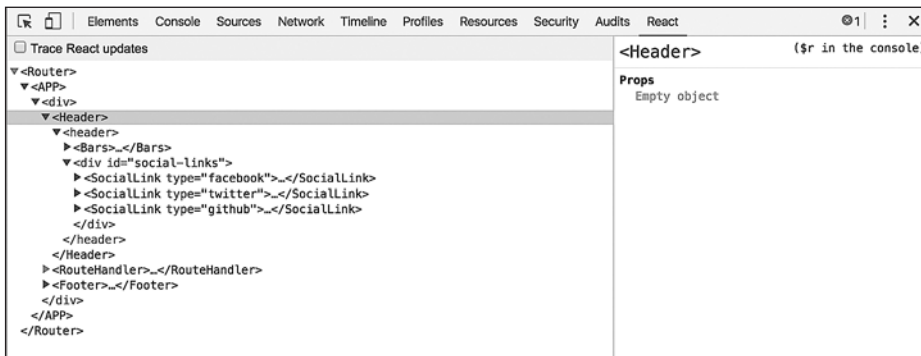 Elements Console Sources Network Timeline Profiles Resources Security Audits React 1
Trace React updates
<Router>
<APP>
<div>
<Header>
<header>
<Bars>…</Bars>
<div id="social-links">
<SocialLink type="facebook">…</SocialLink>
<SocialLink type="twitter">…</SocialLink>
<SocialLink type="github">…</SocialLink>
</div>
</header>
</Header>
<RouteHandler>…</RouteHandler>
<Footer>…</Footer>
</div>
</APP>
</Router>
<Header> ($r in the console)
Props
Empty object